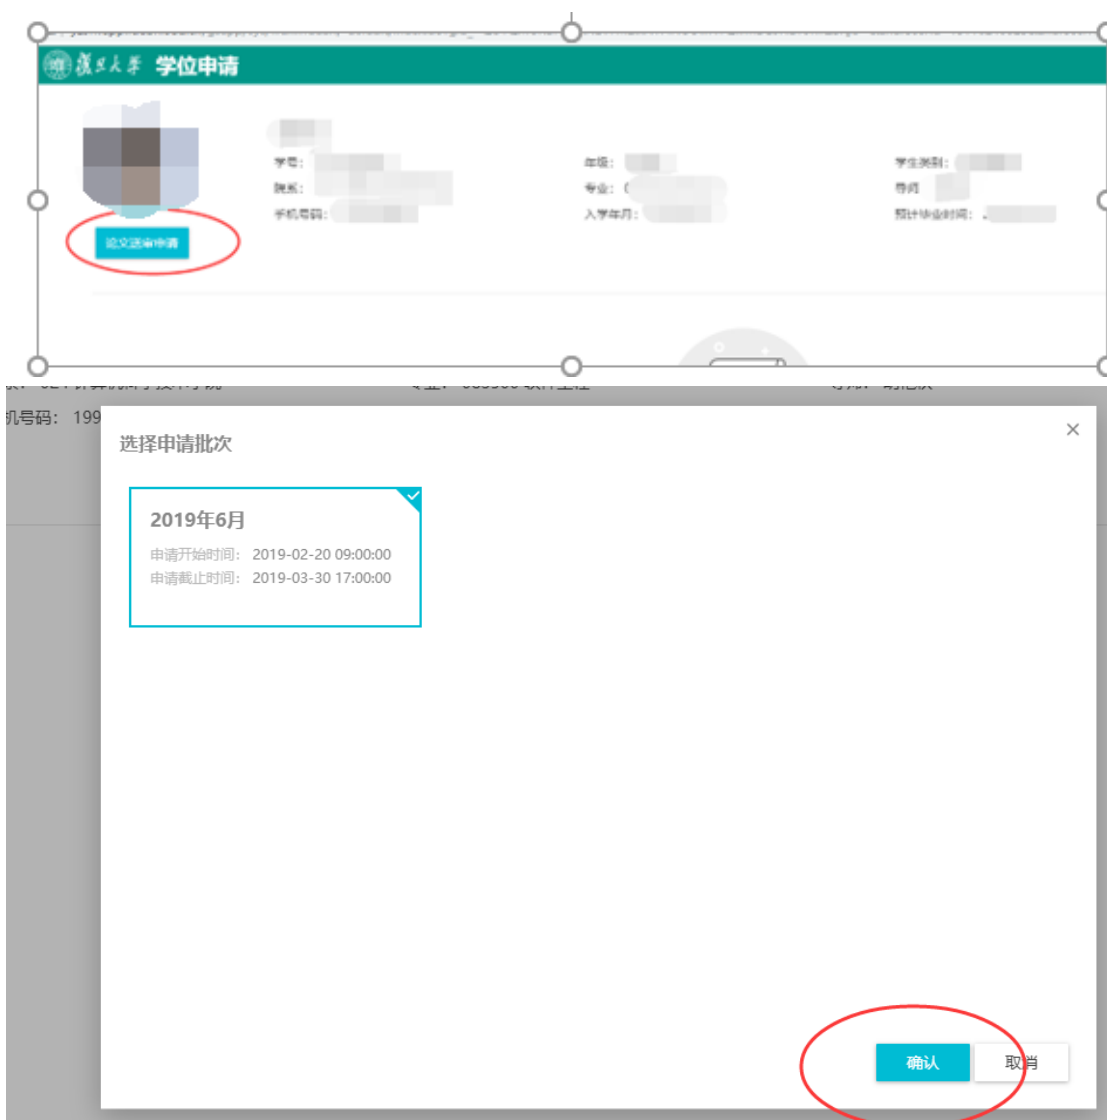 復旦大学 学位申请
学号： 年级： 学生类别：
院系： 专业： 导师
手机号码： 入学年月： 预计毕业时间：
论文送审申请
机号码： 199
选择申请批次
2019年6月
申请开始时间： 2019-02-20 09:00:00
申请截止时间： 2019-03-30 17:00:00
确认 取消